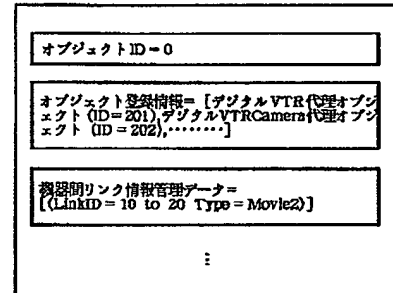 オブジェクトID=0
オブジェクト登録情報= [デジタルVTR代理オブジ
ェクト (ID=201),デジタルVTRCamera代理オブジ
ェクト (ID=202),………]
機器間リンク情報管理データ=
[(LinkID = 10 to 20 Type = Movie2)]
⋮